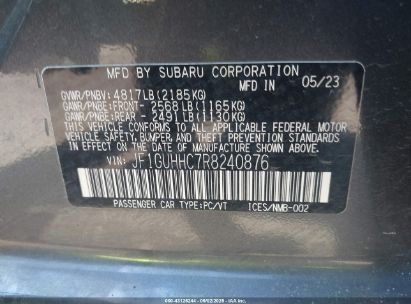 MFD BY SUBARU CORPORATION
MFD IN 05/23
GVWR/PNBV: 4817LB(2185KG)
GAWR/PNBE:FRONT- 2568LB(1165KG)
GAWR/PNBE:REAR - 2491LB(1130KG)
THIS VEHICLE CONFORMS TO ALL APPLICABLE
FEDERAL MOTOR VEHICLE SAFETY,
BUMPER, AND THEFT PREVENTION STANDARDS
IN EFFECT ON THE DATE OF
MANUFACTURE SHOWN ABOVE.
VIN: JF1GUHHC7R8240876
PASSENGER CAR
VEHICLE TYPE:PC/VT ICES/NMB-002